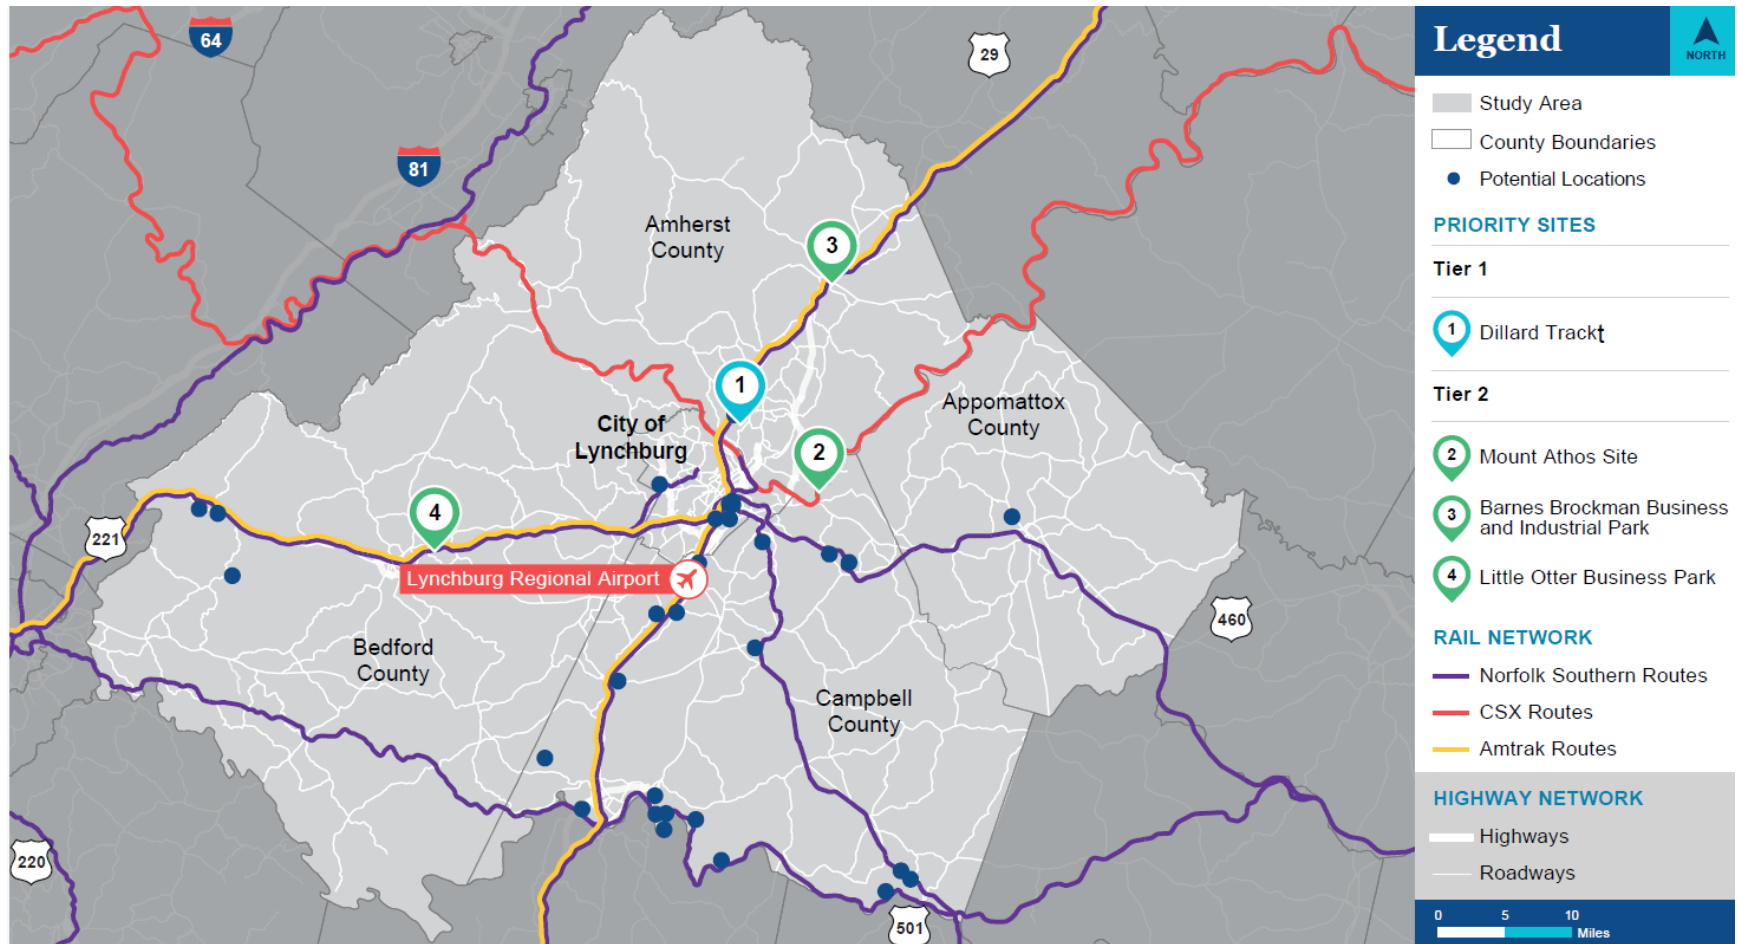 64
81
29
Amherst
County
3
1
City of
Lynchburg
Appomattox
County
2
4
221
Lynchburg Regional Airport
Bedford
County
460
Campbell
County
220
501
Legend
NORTH
Study Area
County Boundaries
Potential Locations
PRIORITY SITES
Tier 1
1 Dillard Trackt
Tier 2
2 Mount Athos Site
3 Barnes Brockman Business
and Industrial Park
4 Little Otter Business Park
RAIL NETWORK
Norfolk Southern Routes
CSX Routes
Amtrak Routes
HIGHWAY NETWORK
Highways
Roadways
0 5 10
Miles